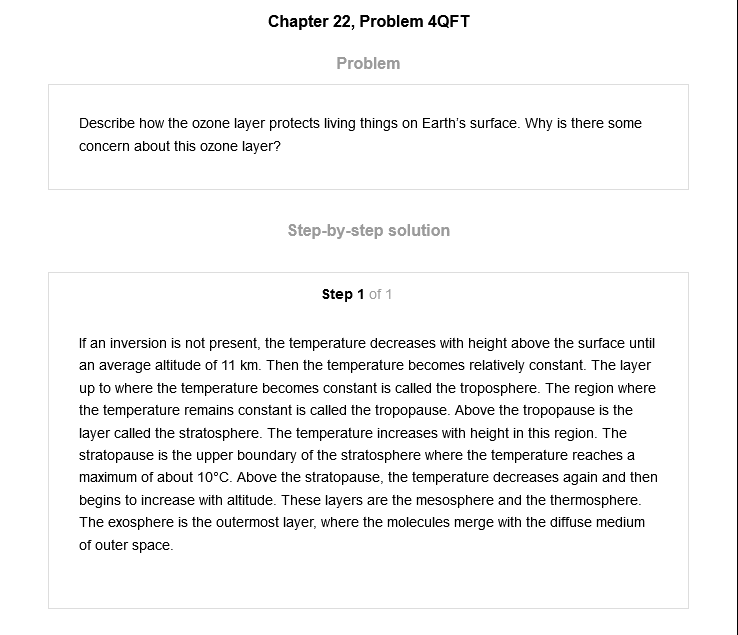 Chapter 22, Problem 4QFT
Problem
Describe how the ozone layer protects living things on Earth's surface. Why is there some
concern about this ozone layer?
Step-by-step solution
Step 1 of 1
If an inversion is not present, the temperature decreases with height above the surface until
an average altitude of 11 km. Then the temperature becomes relatively constant. The layer
up to where the temperature becomes constant is called the troposphere. The region where
the temperature remains constant is called the tropopause. Above the tropopause is the
layer called the stratosphere. The temperature increases with height in this region. The
stratopause is the upper boundary of the stratosphere where the temperature reaches a
maximum of about 10°C. Above the stratopause, the temperature decreases again and then
begins to increase with altitude. These layers are the mesosphere and the thermosphere.
The exosphere is the outermost layer, where the molecules merge with the diffuse medium
of outer space.